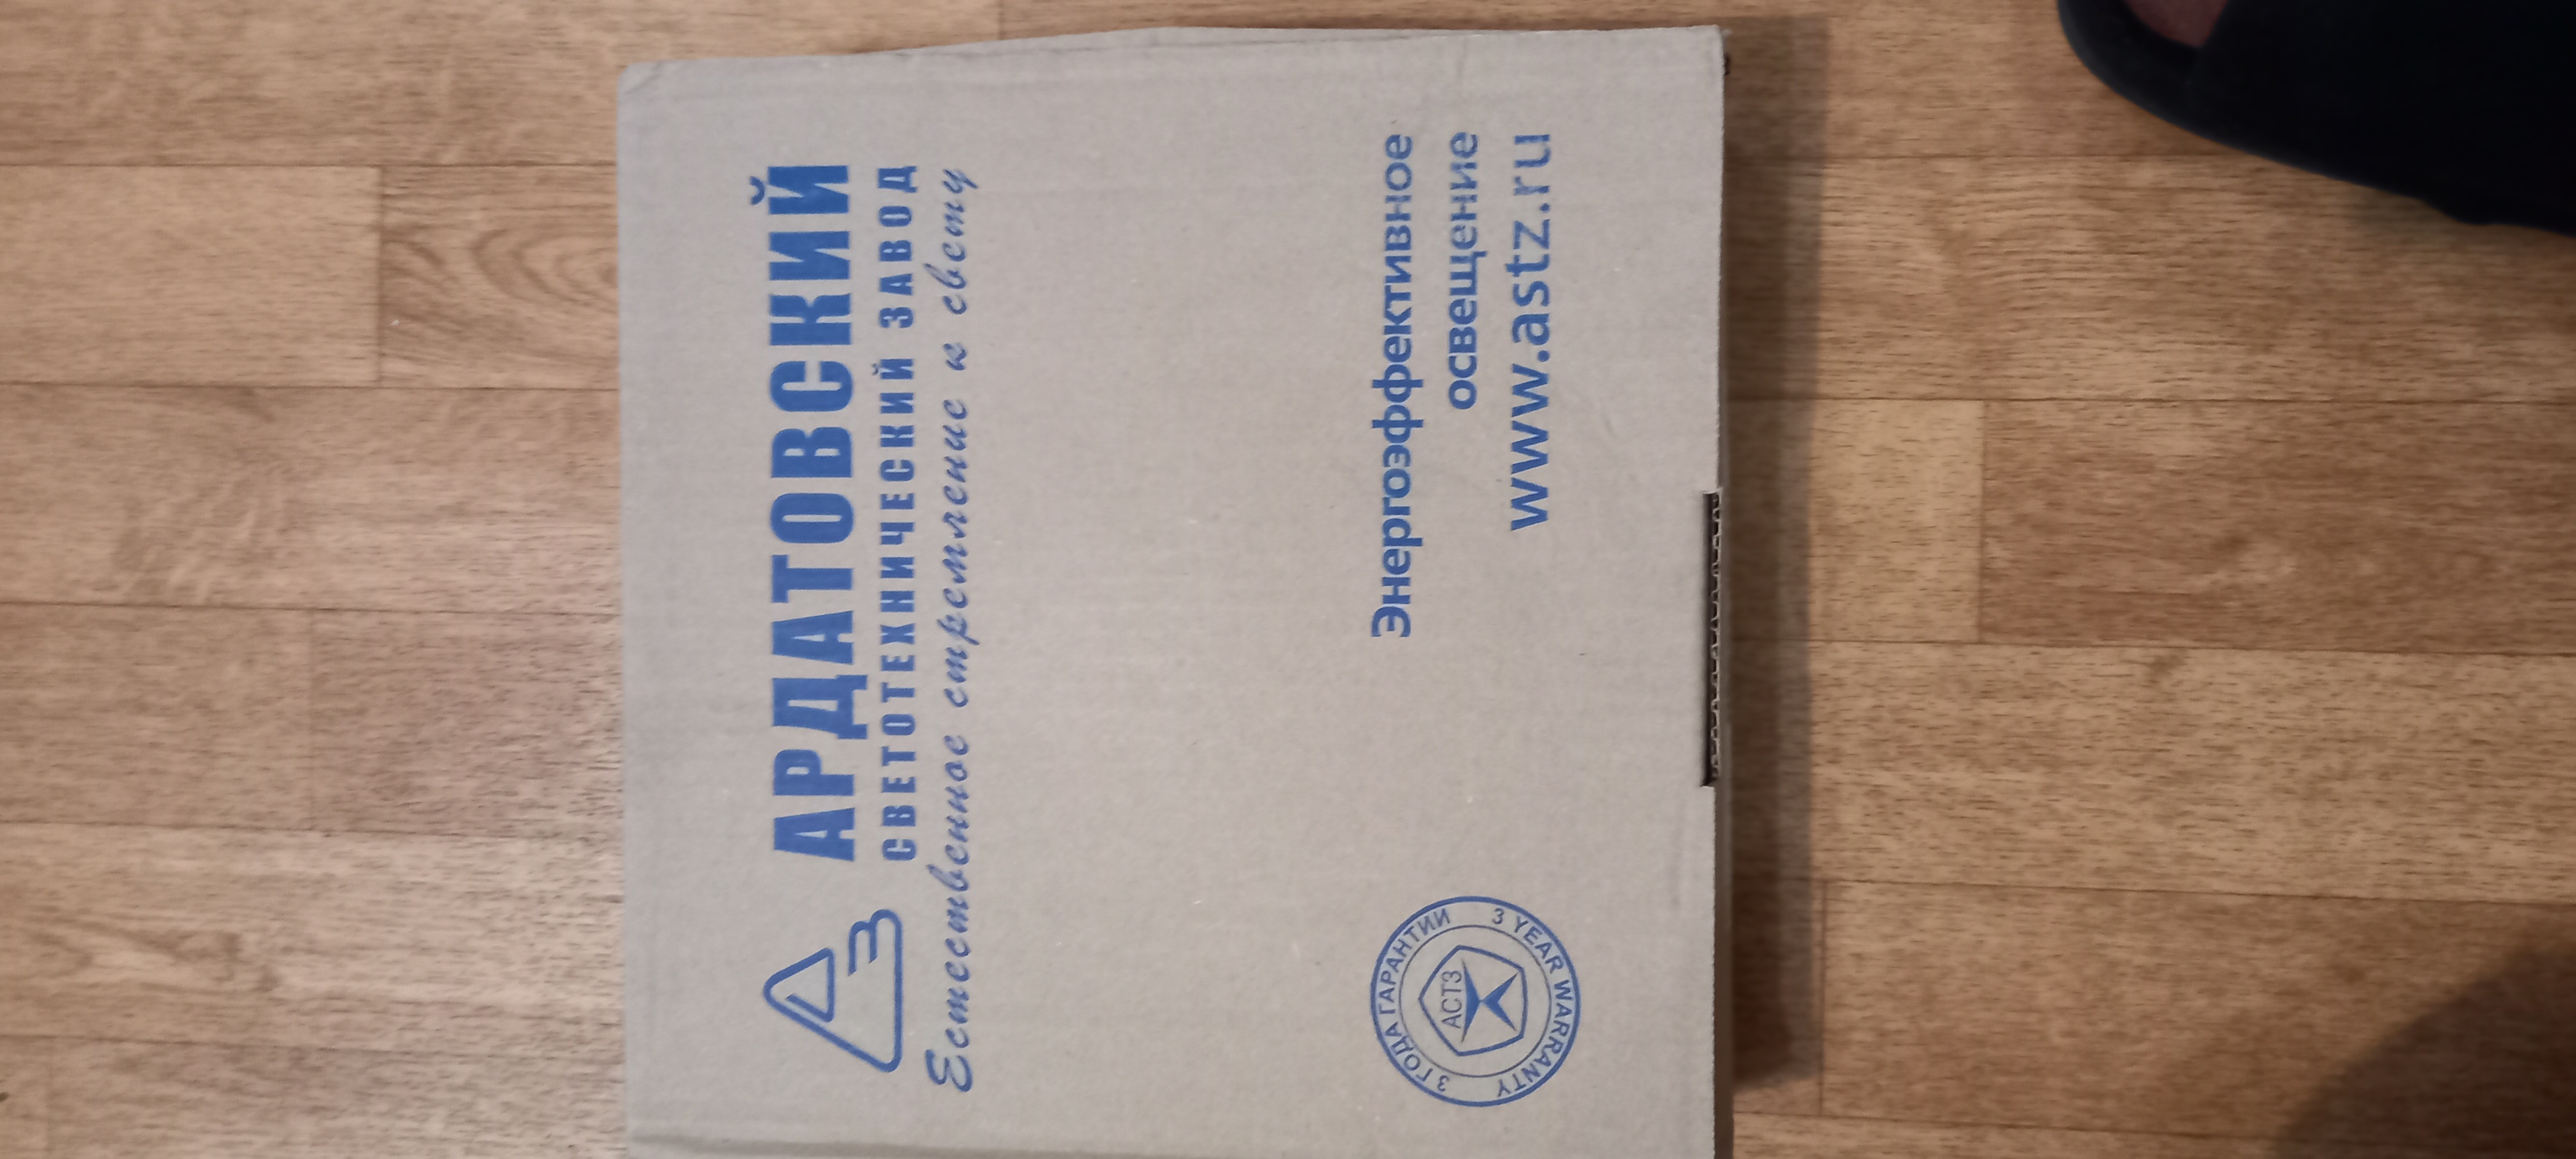 АРДАТОВСКИЙ
СВЕТОТЕХНИЧЕСКИЙ ЗАВОД
Естественное стремление к свету
3 ГОДА ГАРАНТИИ
3 YEAR WARRANTY
АСТЗ
Энергоэффективное
освещение
www.astz.ru